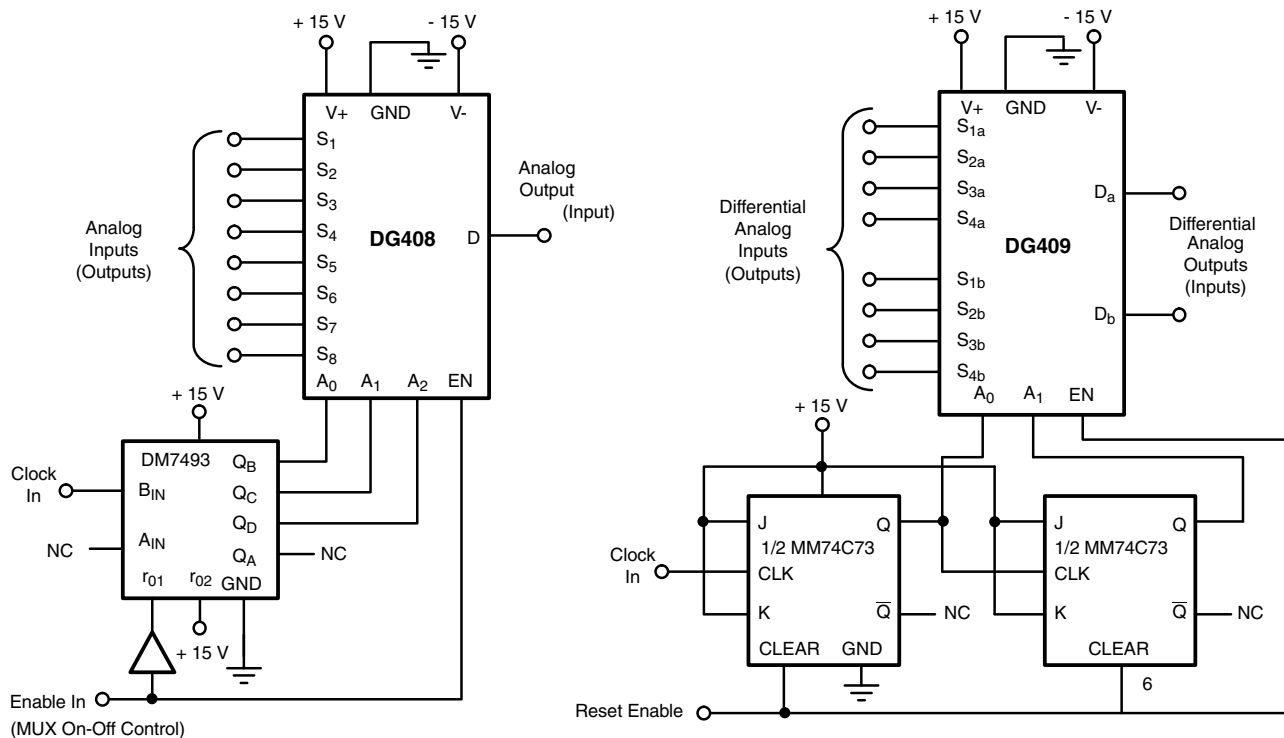 + 15 V
- 15 V
V+
GND
V-
S1
S2
S3
S4
S5
S6
S7
S8
Analog
Inputs
(Outputs)
DG408
D
Analog
Output
(Input)
A0
A1
A2
EN
+ 15 V
DM7493
QB
QC
QD
QA
Clock
In
BIN
NC
AIN
NC
r01
r02
GND
+ 15 V
Enable In
(MUX On-Off Control)
+ 15 V
- 15 V
V+
GND
V-
S1a
S2a
S3a
S4a
S1b
S2b
S3b
S4b
Differential
Analog
Inputs
(Outputs)
DG409
Da
Db
Differential
Analog
Outputs
(Inputs)
A0
A1
EN
+ 15 V
J
Q
1/2 MM74C73
CLK
K
Q
NC
CLEAR
GND
Clock
In
J
Q
1/2 MM74C73
CLK
K
Q
NC
CLEAR
6
Reset Enable